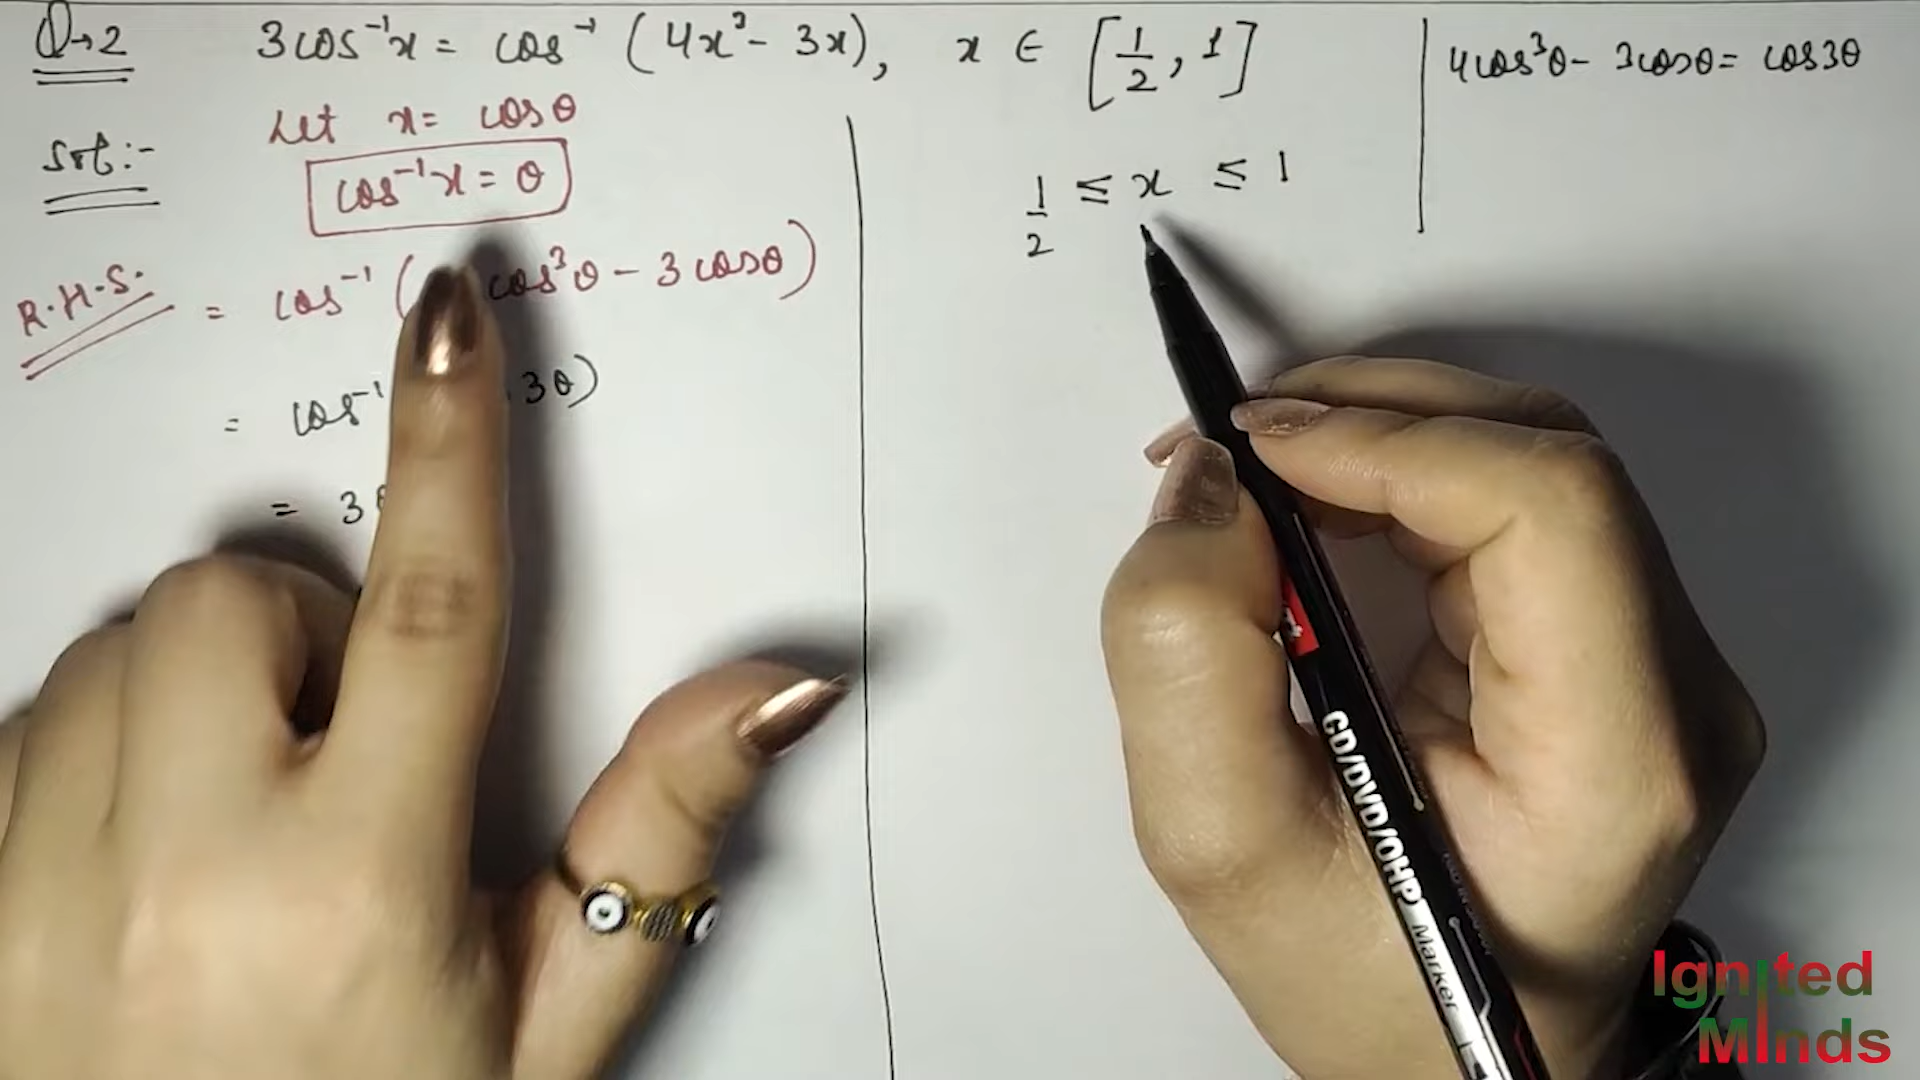 Q→2 3cos⁻¹x = cos⁻¹ (4x³ - 3x), x ∈ [1/2, 1]
4cos³θ - 3cosθ = cos3θ
Sol:-
Let x = cosθ
cos⁻¹x = θ
R.H.S. = cos⁻¹ ( cos³θ - 3cosθ)
= cos⁻¹ 3θ)
= 3
1/2 ≤ x ≤ 1
CD/DVD/OHP Marker
Ignited
Minds